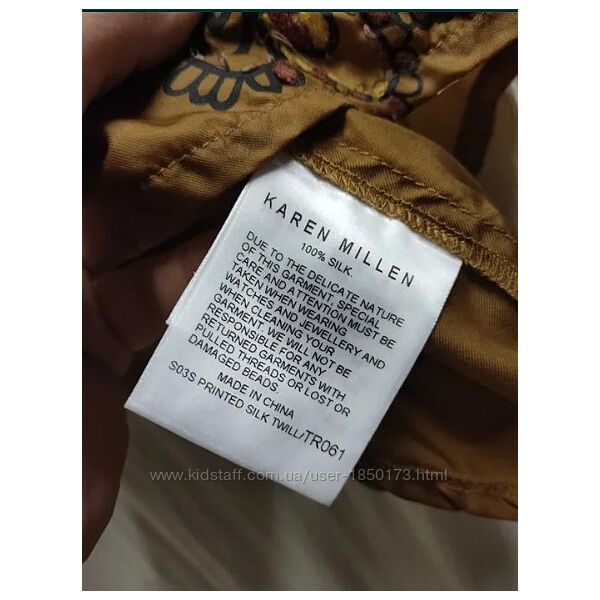 KAREN MILLEN
100% SILK.
DUE TO THE DELICATE NATURE
OF THIS GARMENT. SPECIAL
CARE AND ATTENTION MUST BE
TAKEN WHEN WEARING
WATCHES AND JEWELLERY AND
WHEN CLEANING YOUR
GARMENT. WE WILL NOT BE
RESPONSIBLE FOR ANY
RETURNED GARMENTS WITH
PULLED THREADS OR LOST OR
DAMAGED BEADS.
MADE IN CHINA
S03S PRINTED SILK TWILL/TR061
www.kidstaff.com.ua/user-1850173.html